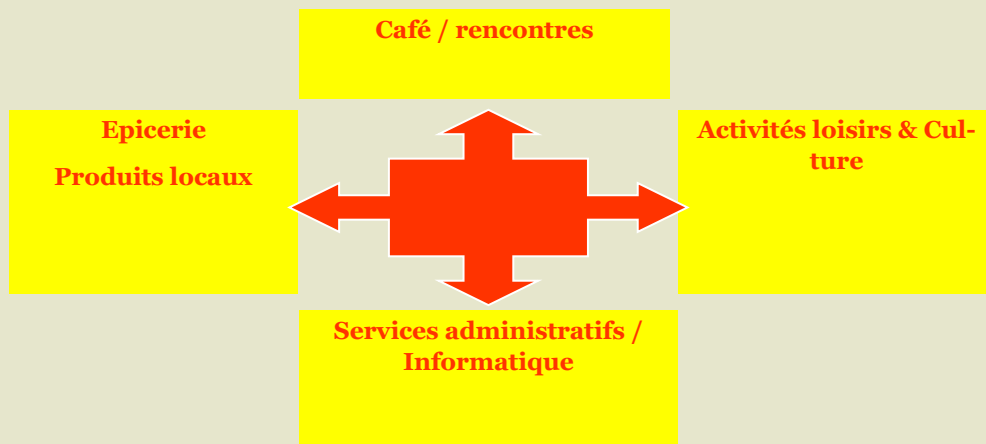 Café / rencontres
Epicerie
Produits locaux
Activités loisirs & Cul-
ture
Services administratifs /
Informatique